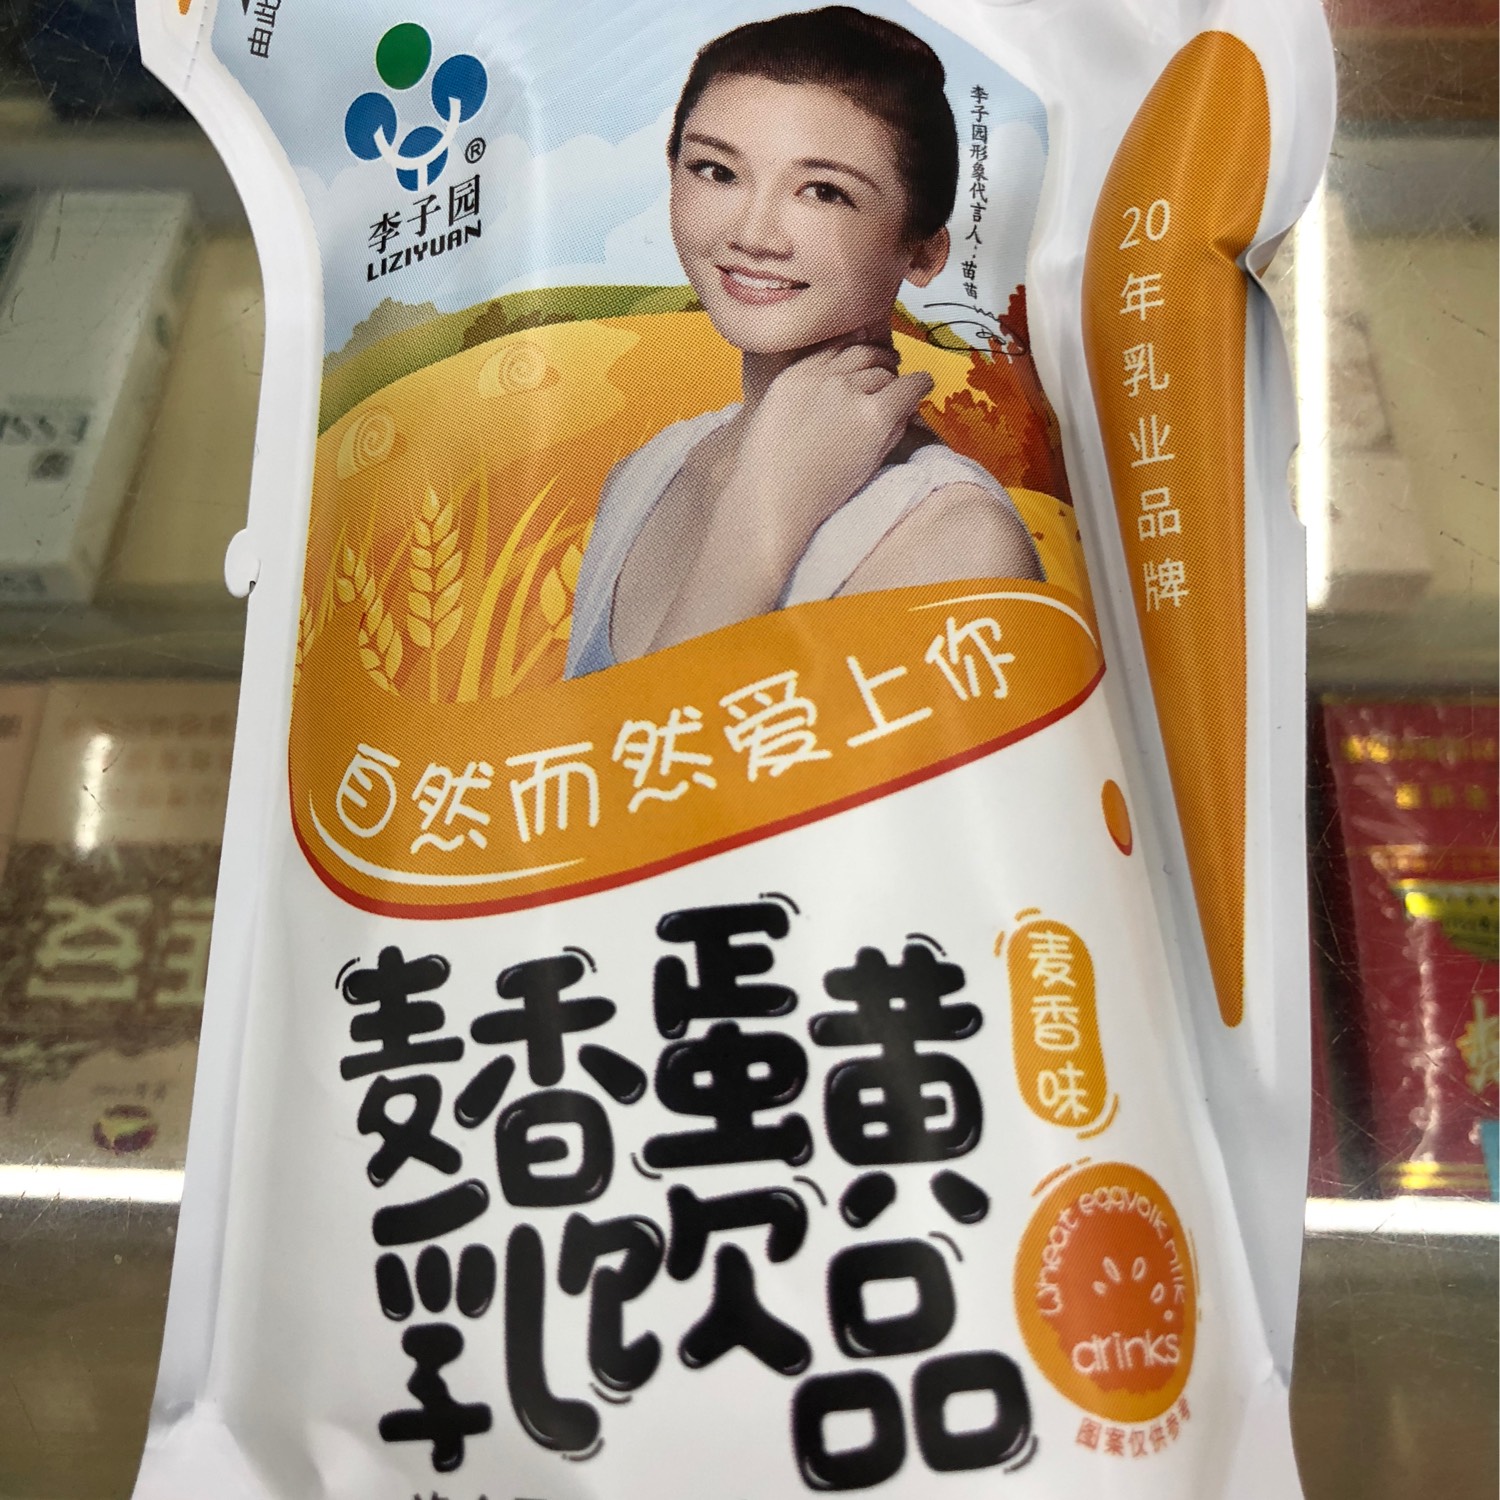 由此
李子园
LIZIYUAN
®
李子园形象代言人：苗苗
20年乳业品牌
自然而然爱上你
麦香蛋黄
乳饮品
麦香味
wheat eggyolk milk
drinks
图案仅供参考